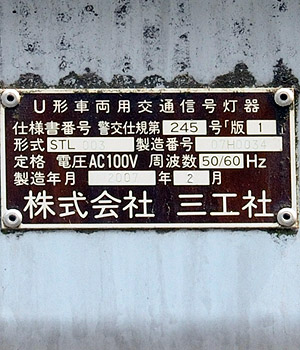 U形車両用交通信号灯器
仕様書番号 警交仕規第 245 号「版 1
形式 STL 003 製造番号 07H0034
定格 電圧AC100V 周波数 50/60 Hz
製造年月 2007 年 2 月
株式会社 三工社